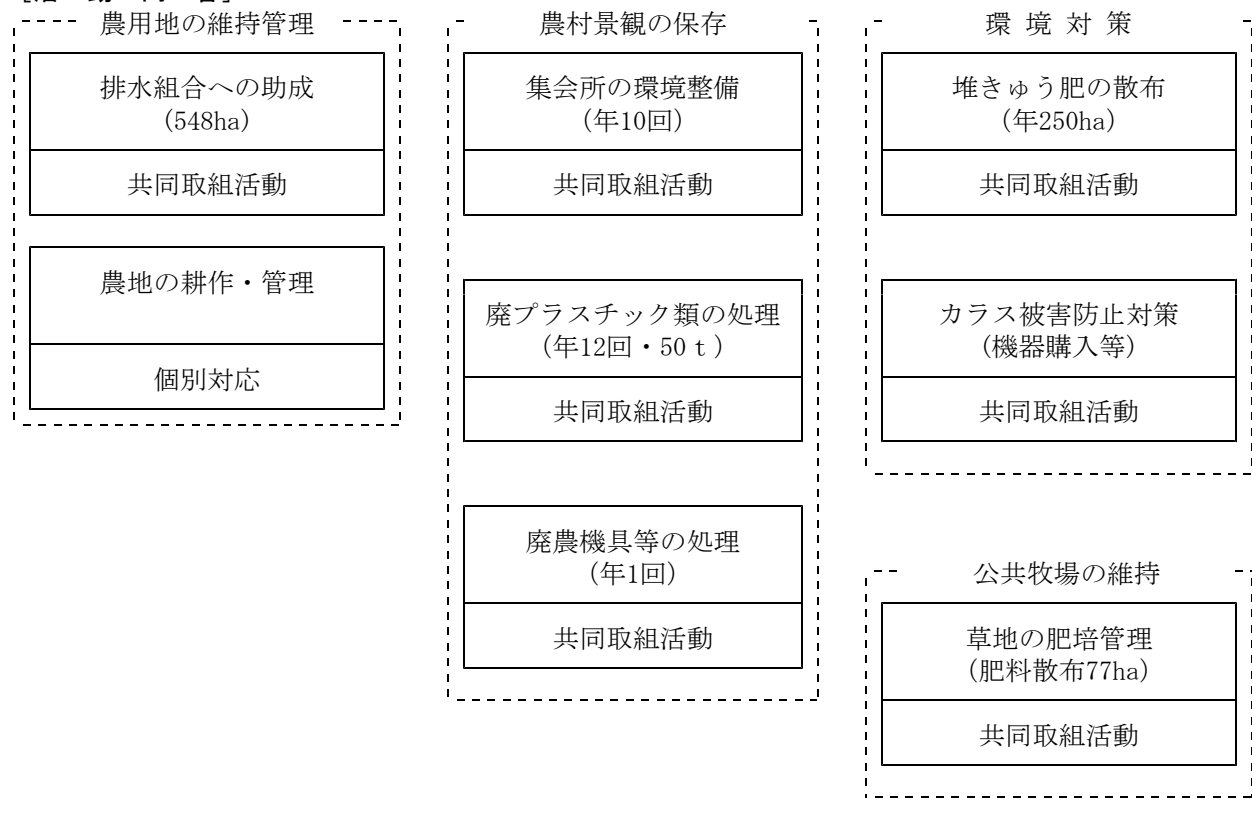 [活 動 内 容]
農用地の維持管理
排水組合への助成
(548ha)
共同取組活動
農地の耕作・管理
個別対応
農村景観の保存
集会所の環境整備
(年10回)
共同取組活動
廃プラスチック類の処理
(年12回・50ｔ)
共同取組活動
廃農機具等の処理
(年1回)
共同取組活動
環 境 対 策
堆きゅう肥の散布
(年250ha)
共同取組活動
カラス被害防止対策
(機器購入等)
共同取組活動
公共牧場の維持
草地の肥培管理
(肥料散布77ha)
共同取組活動